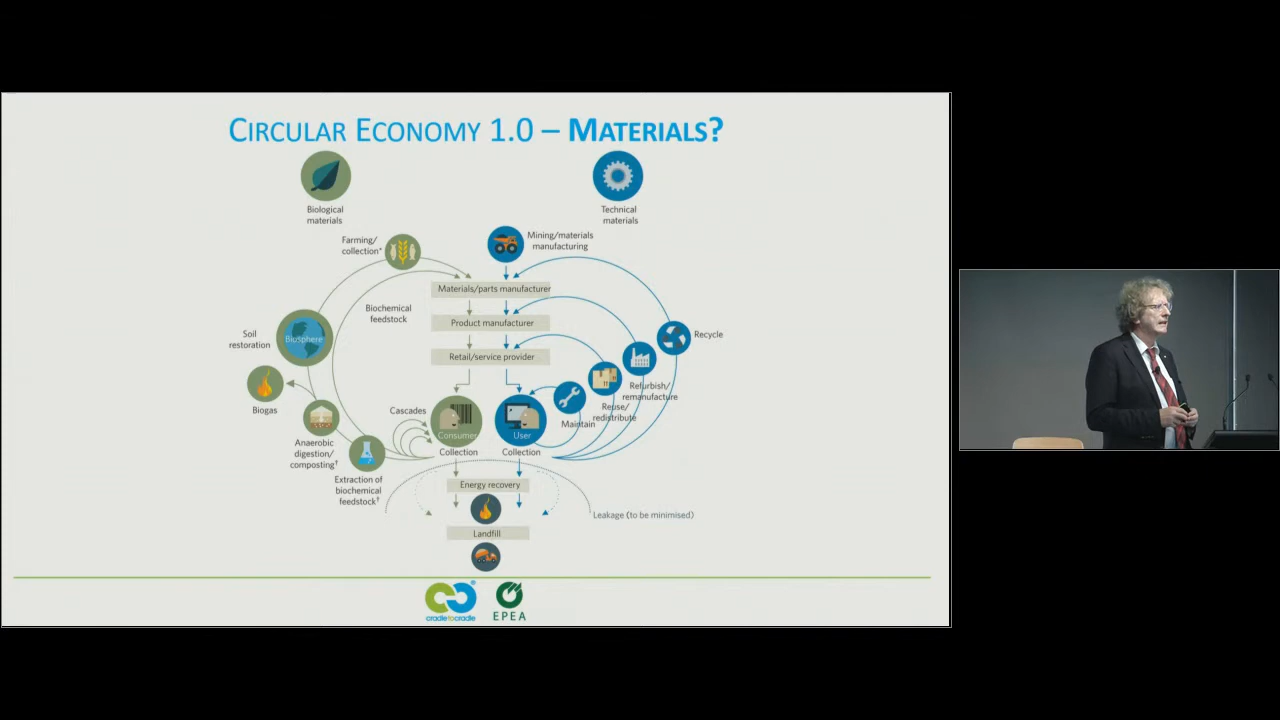 CIRCULAR ECONOMY 1.0 – MATERIALS?
Biological
materials
Technical
materials
Farming/
collection*
Mining/materials
manufacturing
Materials/parts manufacturer
Biochemical
feedstock
Product manufacturer
Soil
restoration
Biosphere
Recycle
Retail/service provider
Refurbish/
remanufacture
Biogas
Reuse/
redistribute
Cascades
Maintain
Consumer
User
Anaerobic
digestion/
composting†
Collection
Collection
Extraction of
biochemical
feedstock†
Energy recovery
Leakage (to be minimised)
Landfill
cradletocradle
®
EPEA